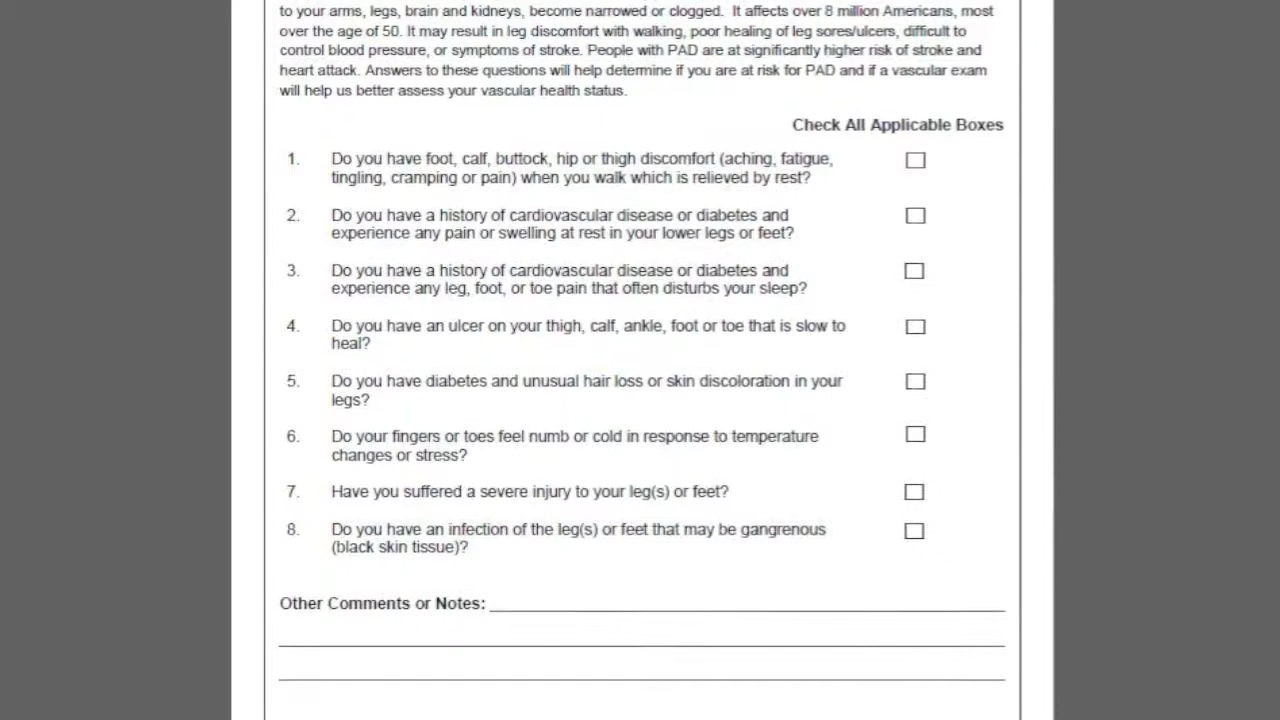 to your arms, legs, brain and kidneys, become narrowed or clogged. It affects over 8 million Americans, most
over the age of 50. It may result in leg discomfort with walking, poor healing of leg sores/ulcers, difficult to
control blood pressure, or symptoms of stroke. People with PAD are at significantly higher risk of stroke and
heart attack. Answers to these questions will help determine if you are at risk for PAD and if a vascular exam
will help us better assess your vascular health status.
Check All Applicable Boxes
1. Do you have foot, calf, buttock, hip or thigh discomfort (aching, fatigue,
tingling, cramping or pain) when you walk which is relieved by rest?
2. Do you have a history of cardiovascular disease or diabetes and
experience any pain or swelling at rest in your lower legs or feet?
3. Do you have a history of cardiovascular disease or diabetes and
experience any leg, foot, or toe pain that often disturbs your sleep?
4. Do you have an ulcer on your thigh, calf, ankle, foot or toe that is slow to
heal?
5. Do you have diabetes and unusual hair loss or skin discoloration in your
legs?
6. Do your fingers or toes feel numb or cold in response to temperature
changes or stress?
7. Have you suffered a severe injury to your leg(s) or feet?
8. Do you have an infection of the leg(s) or feet that may be gangrenous
(black skin tissue)?
Other Comments or Notes: